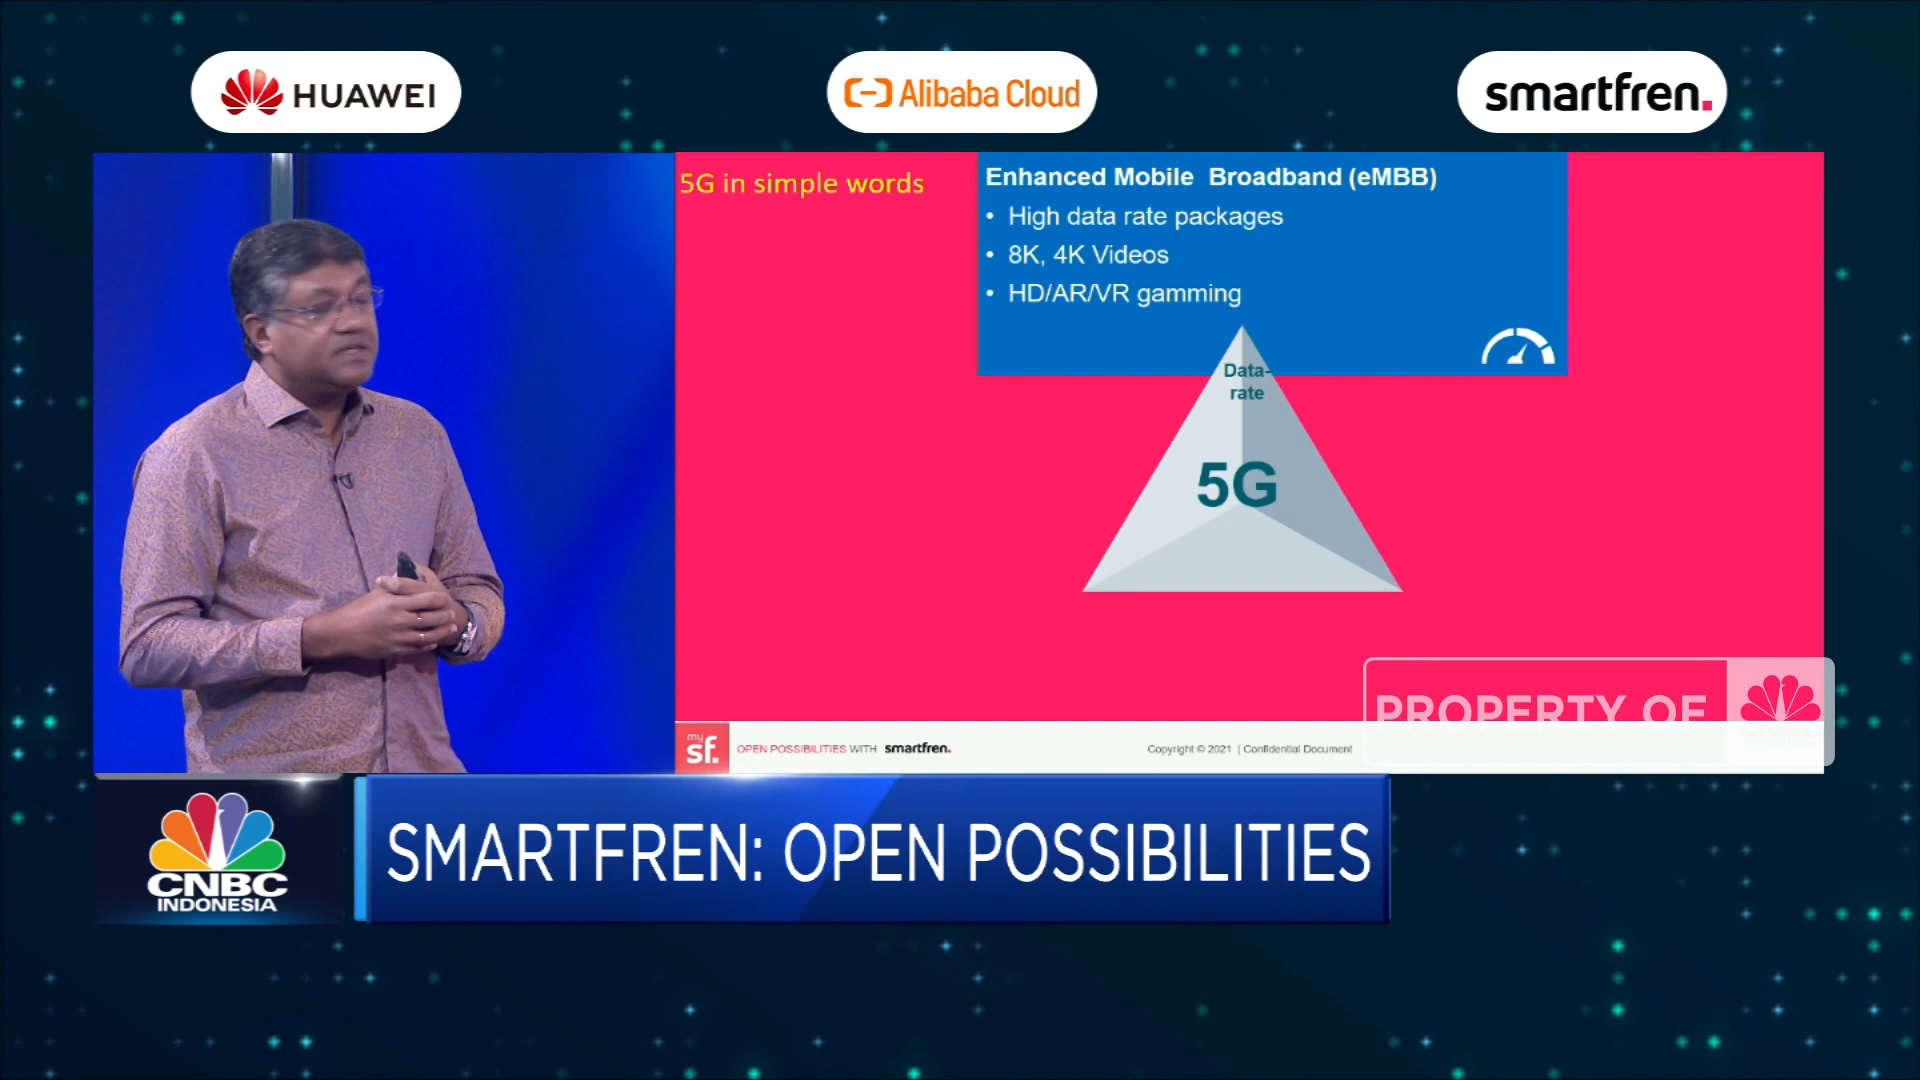 HUAWEI
Alibaba Cloud
smartfren.
5G in simple words
Enhanced Mobile Broadband (eMBB)
• High data rate packages
• 8K, 4K Videos
• HD/AR/VR gamming
Data-
rate
5G
PROPERTY OF
my
sf.
OPEN POSSIBILITIES WITH smartfren.
Copyright © 2021 | Confidential Document
CNBC
INDONESIA
SMARTFREN: OPEN POSSIBILITIES